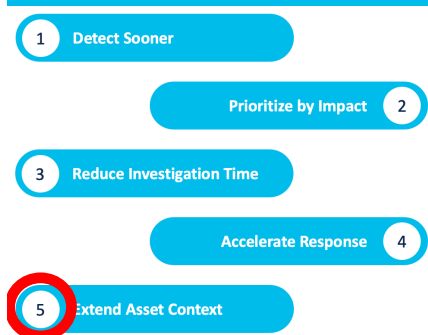 1 Detect Sooner
Prioritize by Impact 2
3 Reduce Investigation Time
Accelerate Response 4
5 Extend Asset Context